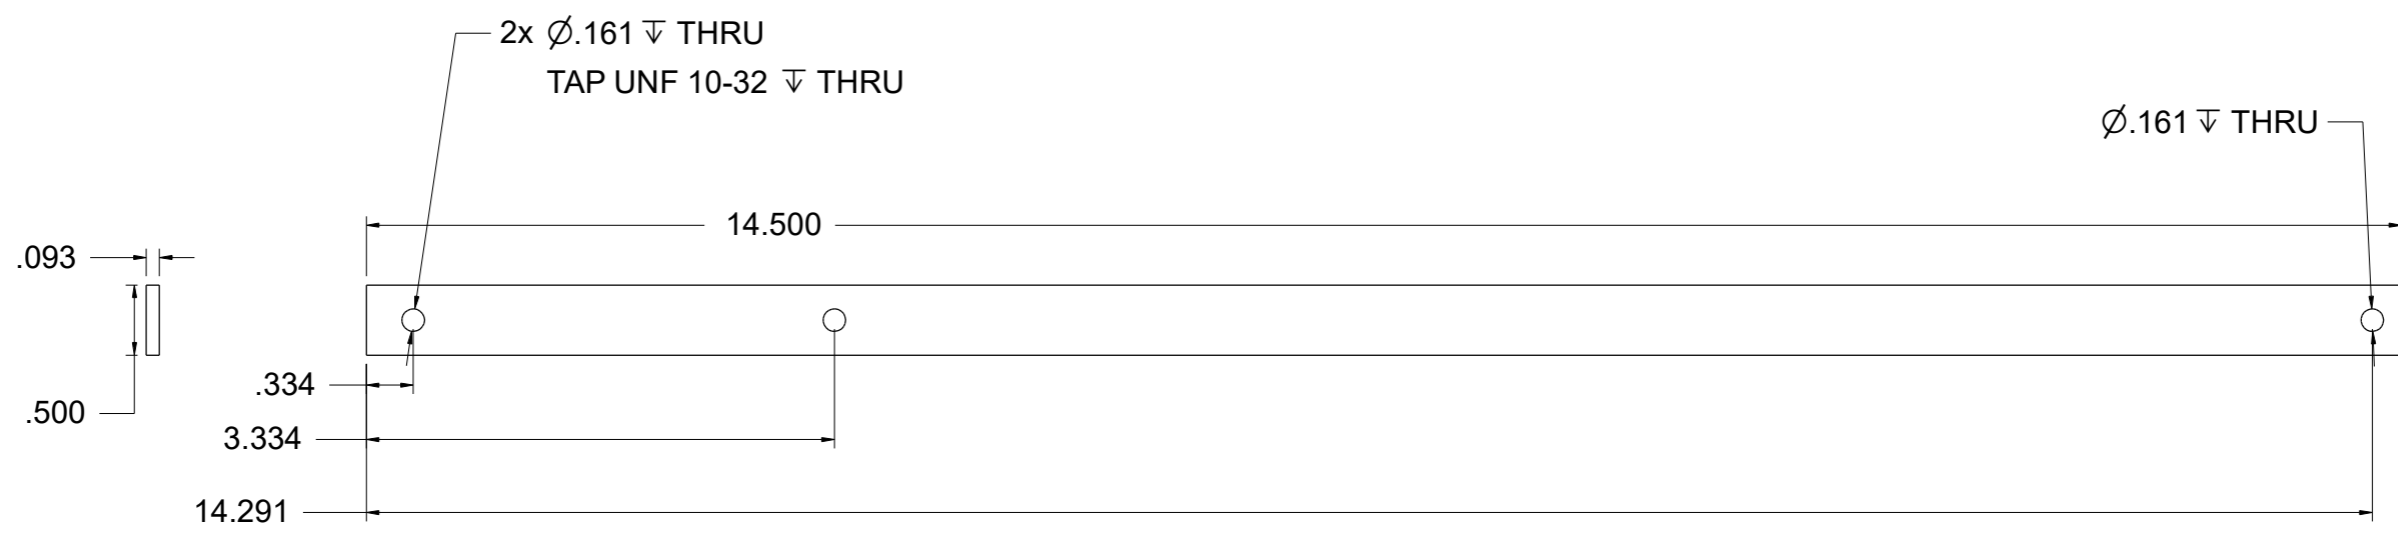 2x ∅.161 ↧ THRU
TAP UNF 10-32 ↧ THRU
∅.161 ↧ THRU
14.500
.093
.334
.500
3.334
14.291